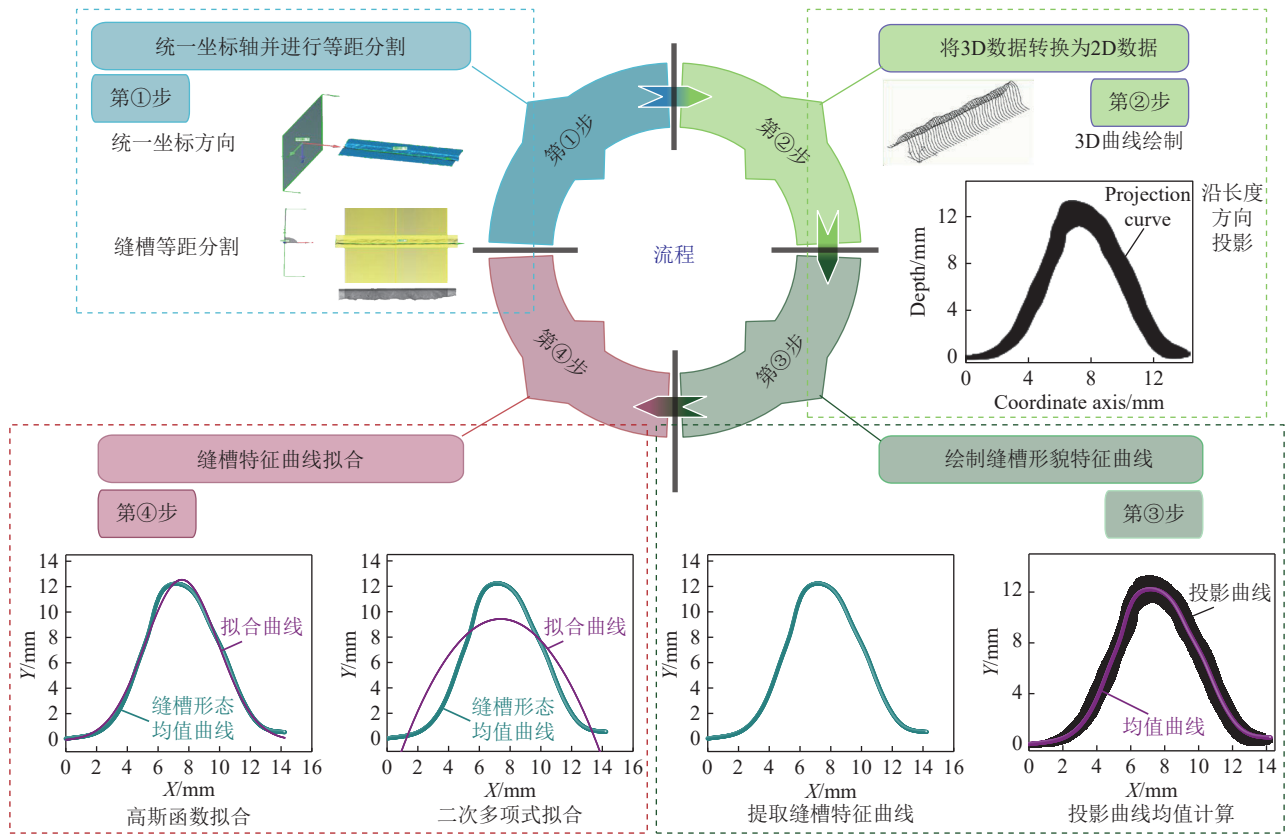 统一坐标轴并进行等距分割
第①步
统一坐标方向
缝槽等距分割
第①步
第②步
流程
第④步
第③步
将3D数据转换为2D数据
第②步
3D曲线绘制
沿长度
方向
投影
Projection
curve
Depth/mm
12
8
4
0
0 4 8 12
Coordinate axis/mm
缝槽特征曲线拟合
第④步
Y/mm
14
12
10
8
6
4
2
0
拟合曲线
缝槽形态
均值曲线
0 2 4 6 8 10 12 14 16
X/mm
高斯函数拟合
Y/mm
14
12
10
8
6
4
2
0
拟合曲线
缝槽形态
均值曲线
0 2 4 6 8 10 12 14 16
X/mm
二次多项式拟合
绘制缝槽形貌特征曲线
第③步
Y/mm
14
12
10
8
6
4
2
0
0 2 4 6 8 10 12 14 16
X/mm
提取缝槽特征曲线
Y/mm
12
8
4
0
投影曲线
均值曲线
0 2 4 6 8 10 12 14
X/mm
投影曲线均值计算